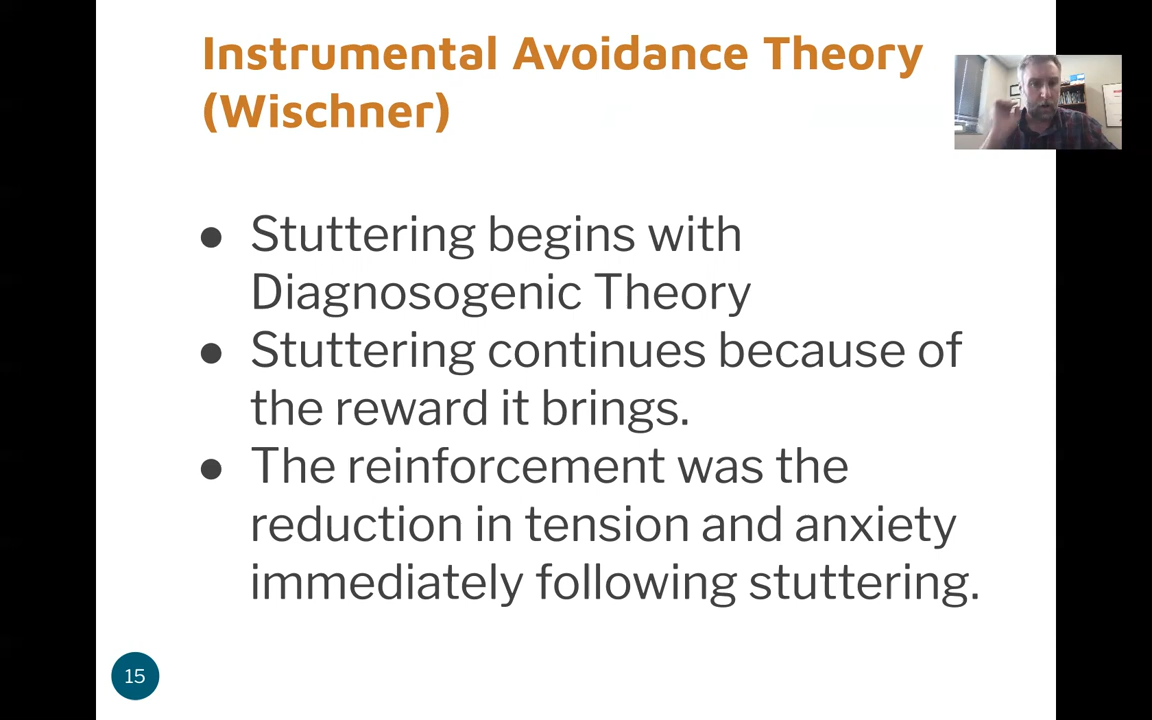 Instrumental Avoidance Theory
(Wischner)
● Stuttering begins with
Diagnosogenic Theory
● Stuttering continues because of
the reward it brings.
● The reinforcement was the
reduction in tension and anxiety
immediately following stuttering.
15